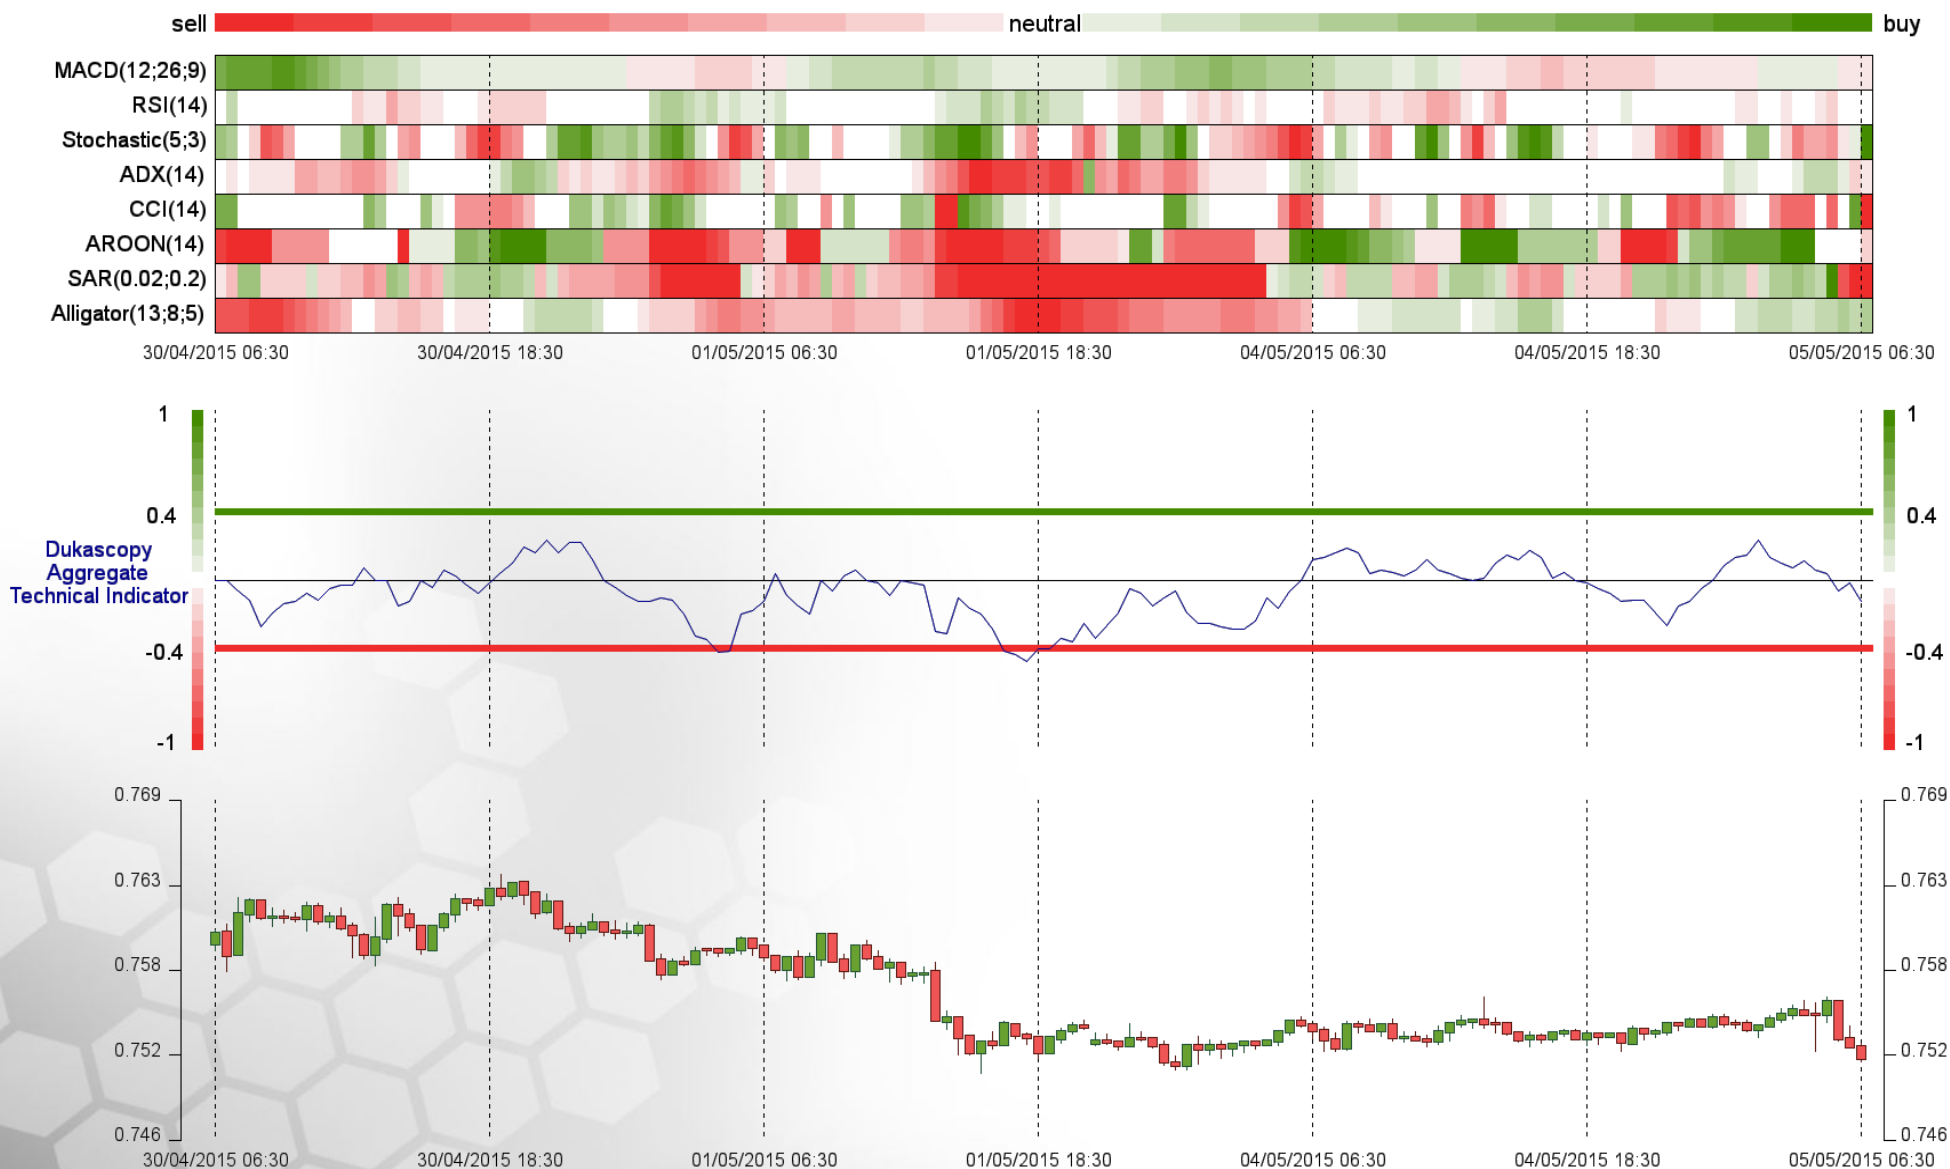 sell neutral buy
MACD(12;26;9)
RSI(14)
Stochastic(5;3)
ADX(14)
CCI(14)
AROON(14)
SAR(0.02;0.2)
Alligator(13;8;5)
30/04/2015 06:30 30/04/2015 18:30 01/05/2015 06:30 01/05/2015 18:30 04/05/2015 06:30 04/05/2015 18:30 05/05/2015 06:30
1 1
0.4 0.4
Dukascopy
Aggregate
Technical Indicator
-0.4 -0.4
-1 -1
0.769 0.769
0.763 0.763
0.758 0.758
0.752 0.752
0.746 0.746
30/04/2015 06:30 30/04/2015 18:30 01/05/2015 06:30 01/05/2015 18:30 04/05/2015 06:30 04/05/2015 18:30 05/05/2015 06:30